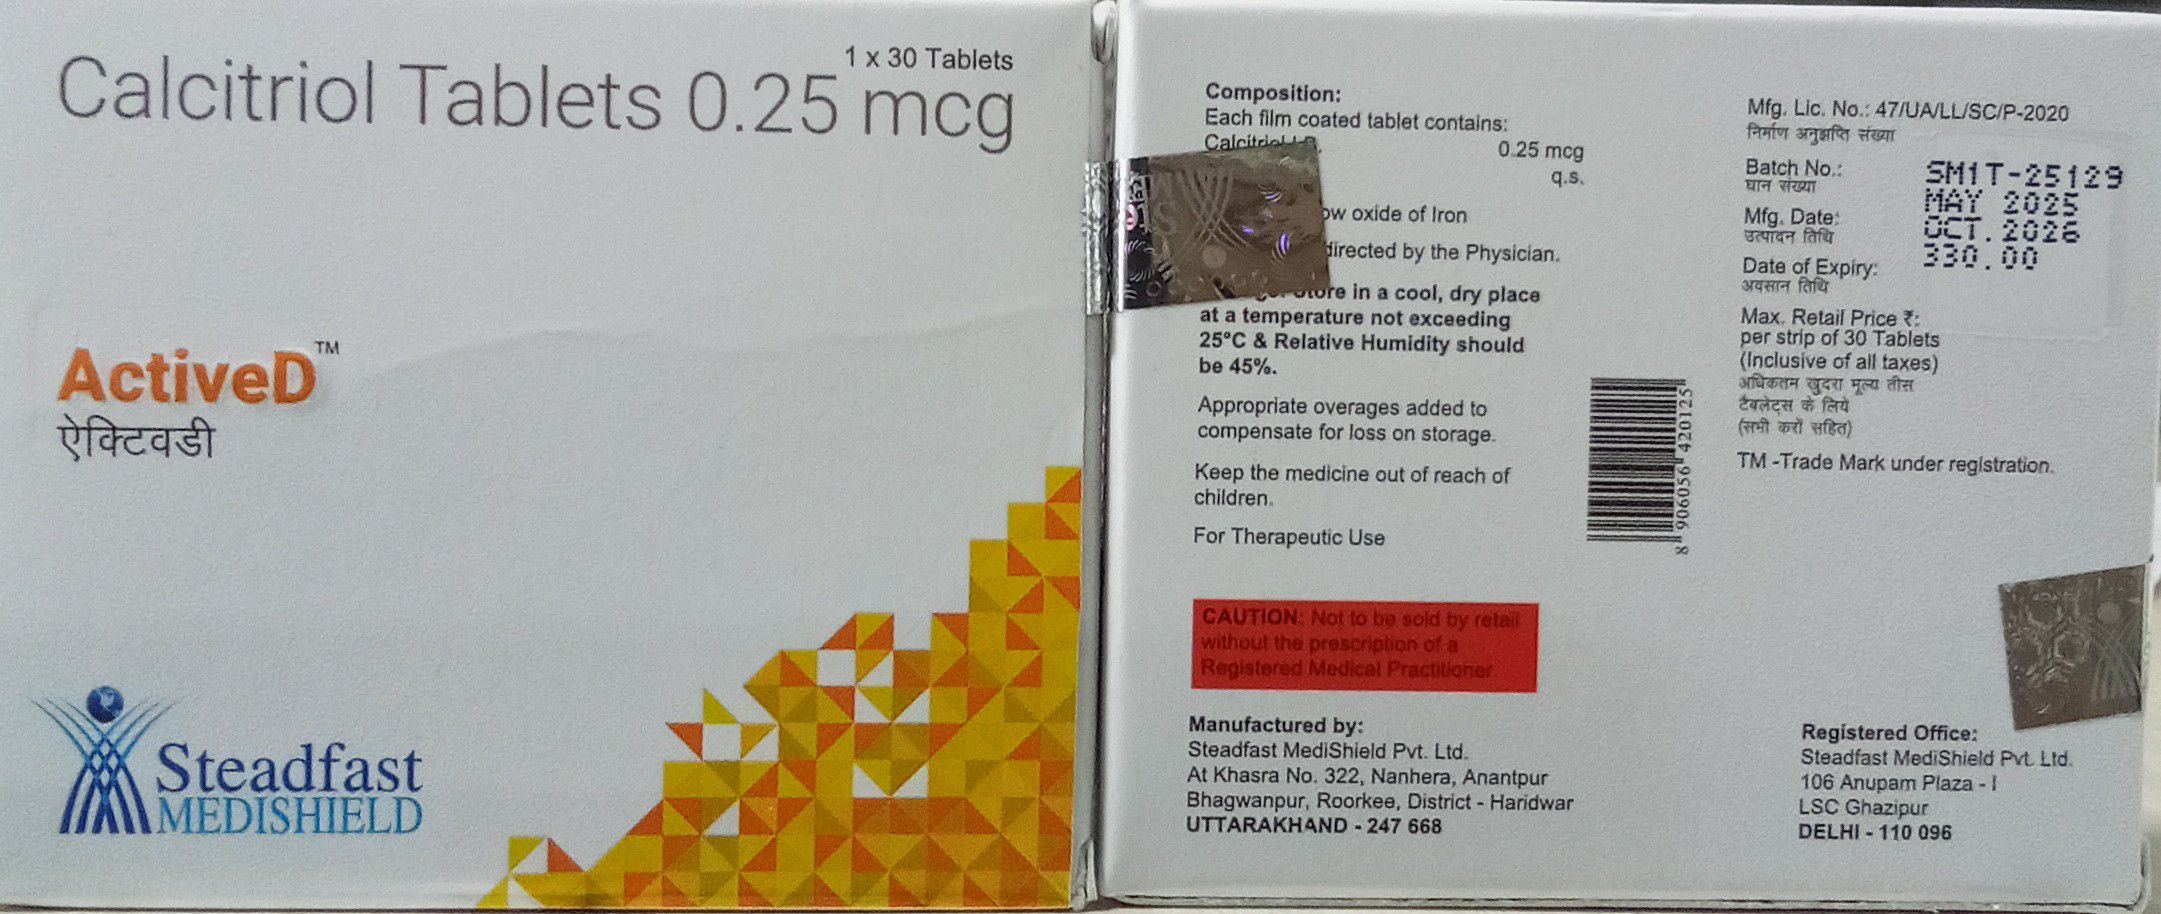 1 x 30 Tablets
Calcitriol Tablets 0.25 mcg
ActiveD™
ऐक्टिवडी
Steadfast
MEDISHIELD
Composition:
Each film coated tablet contains:
Calcitriol 0.25 mcg
q.s.
oxide of Iron
directed by the Physician.
in a cool, dry place
at a temperature not exceeding
25°C & Relative Humidity should
be 45%.
Appropriate overages added to
compensate for loss on storage.
Keep the medicine out of reach of
children.
For Therapeutic Use
CAUTION: Not to be sold by retail
without the prescription of a
Registered Medical Practitioner
Manufactured by:
Steadfast MediShield Pvt. Ltd.
At Khasra No. 322, Nanhera, Anantpur
Bhagwanpur, Roorkee, District - Haridwar
UTTARAKHAND - 247 668
8 906056 420125
Mfg. Lic. No.: 47/UA/LL/SC/P-2020
निर्माण अनुज्ञप्ति संख्या
Batch No.: SM1T-25129
घान संख्या
Mfg. Date: MAY 2025
उत्पादन तिथि
Date of Expiry: OCT. 2026
अवसान तिथि
Max. Retail Price ₹: 330.00
per strip of 30 Tablets
(Inclusive of all taxes)
अधिकतम खुदरा मूल्य तीस
टैबलेट्स के लिये
(सभी करों सहित)
TM -Trade Mark under registration.
Registered Office:
Steadfast MediShield Pvt. Ltd.
106 Anupam Plaza - I
LSC Ghazipur
DELHI - 110 096